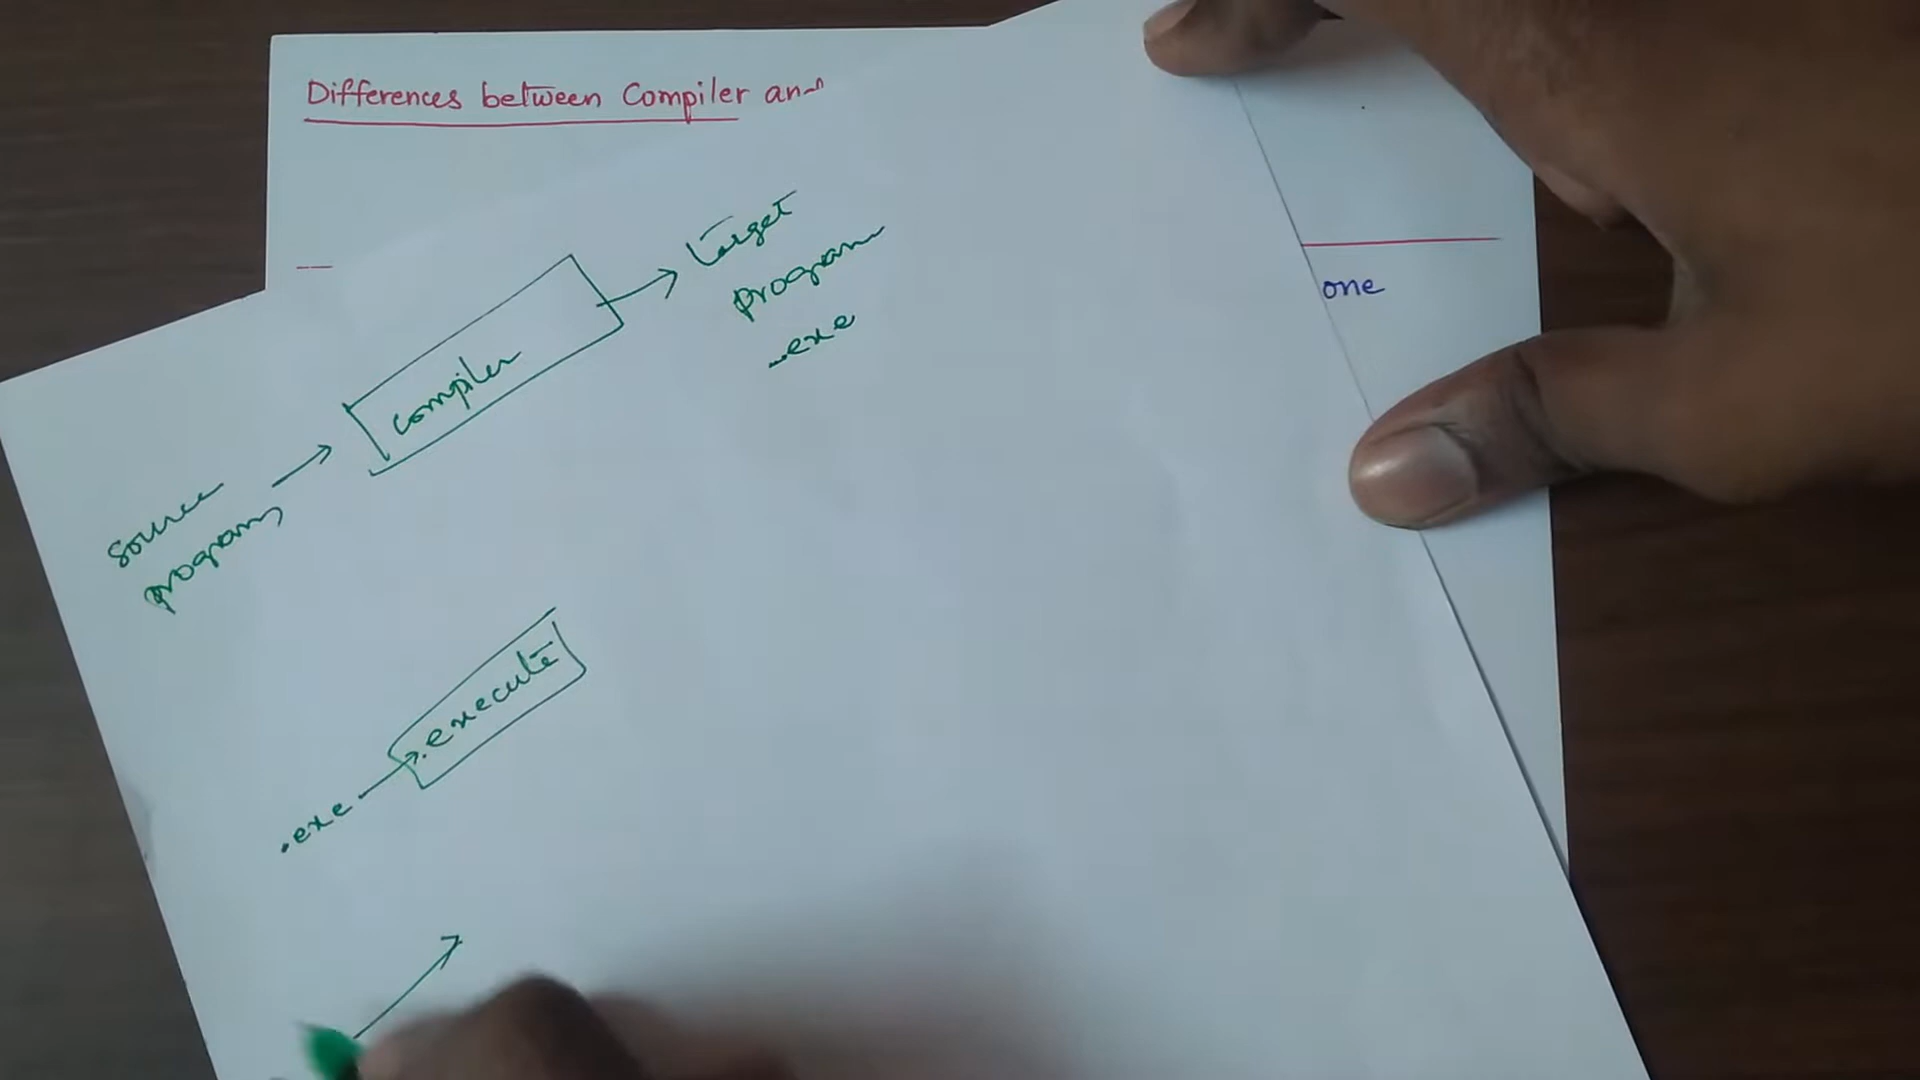 Differences between Compiler an
one
target
program
.exe
compiler
source
program
execute
.exe